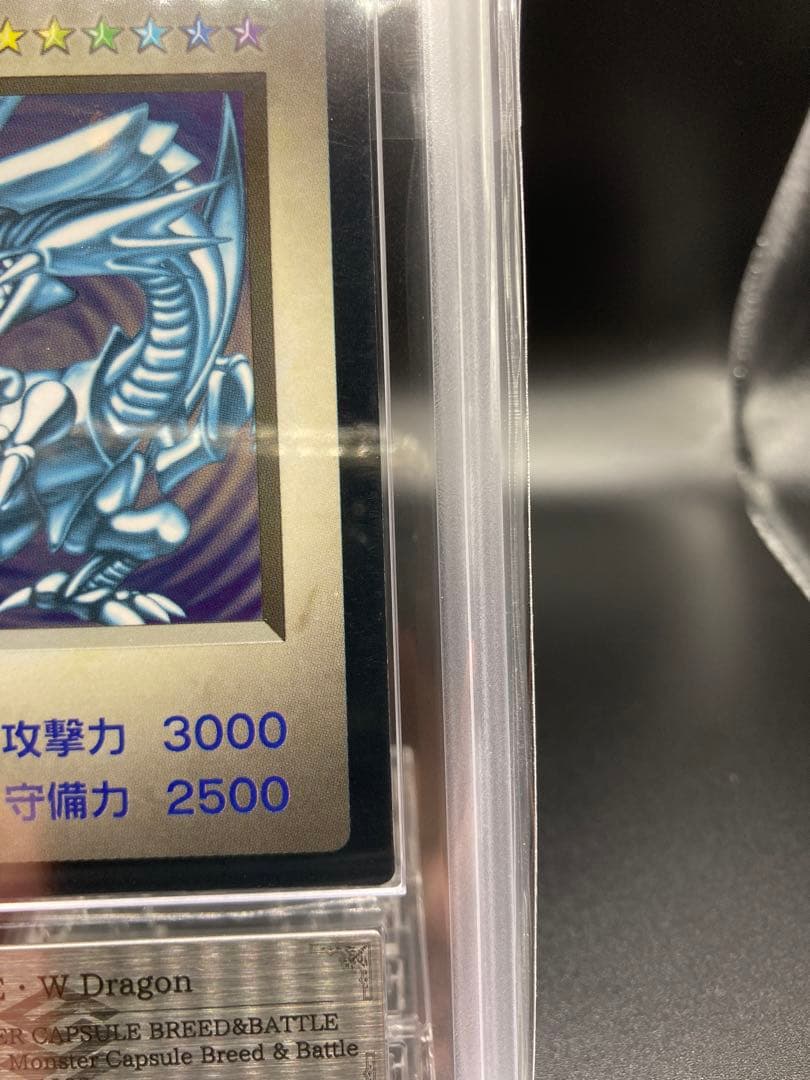 攻撃力 3000
守備力 2500
E・W Dragon
ER CAPSULE BREED&BATTLE
Monster Capsule Breed & Battle